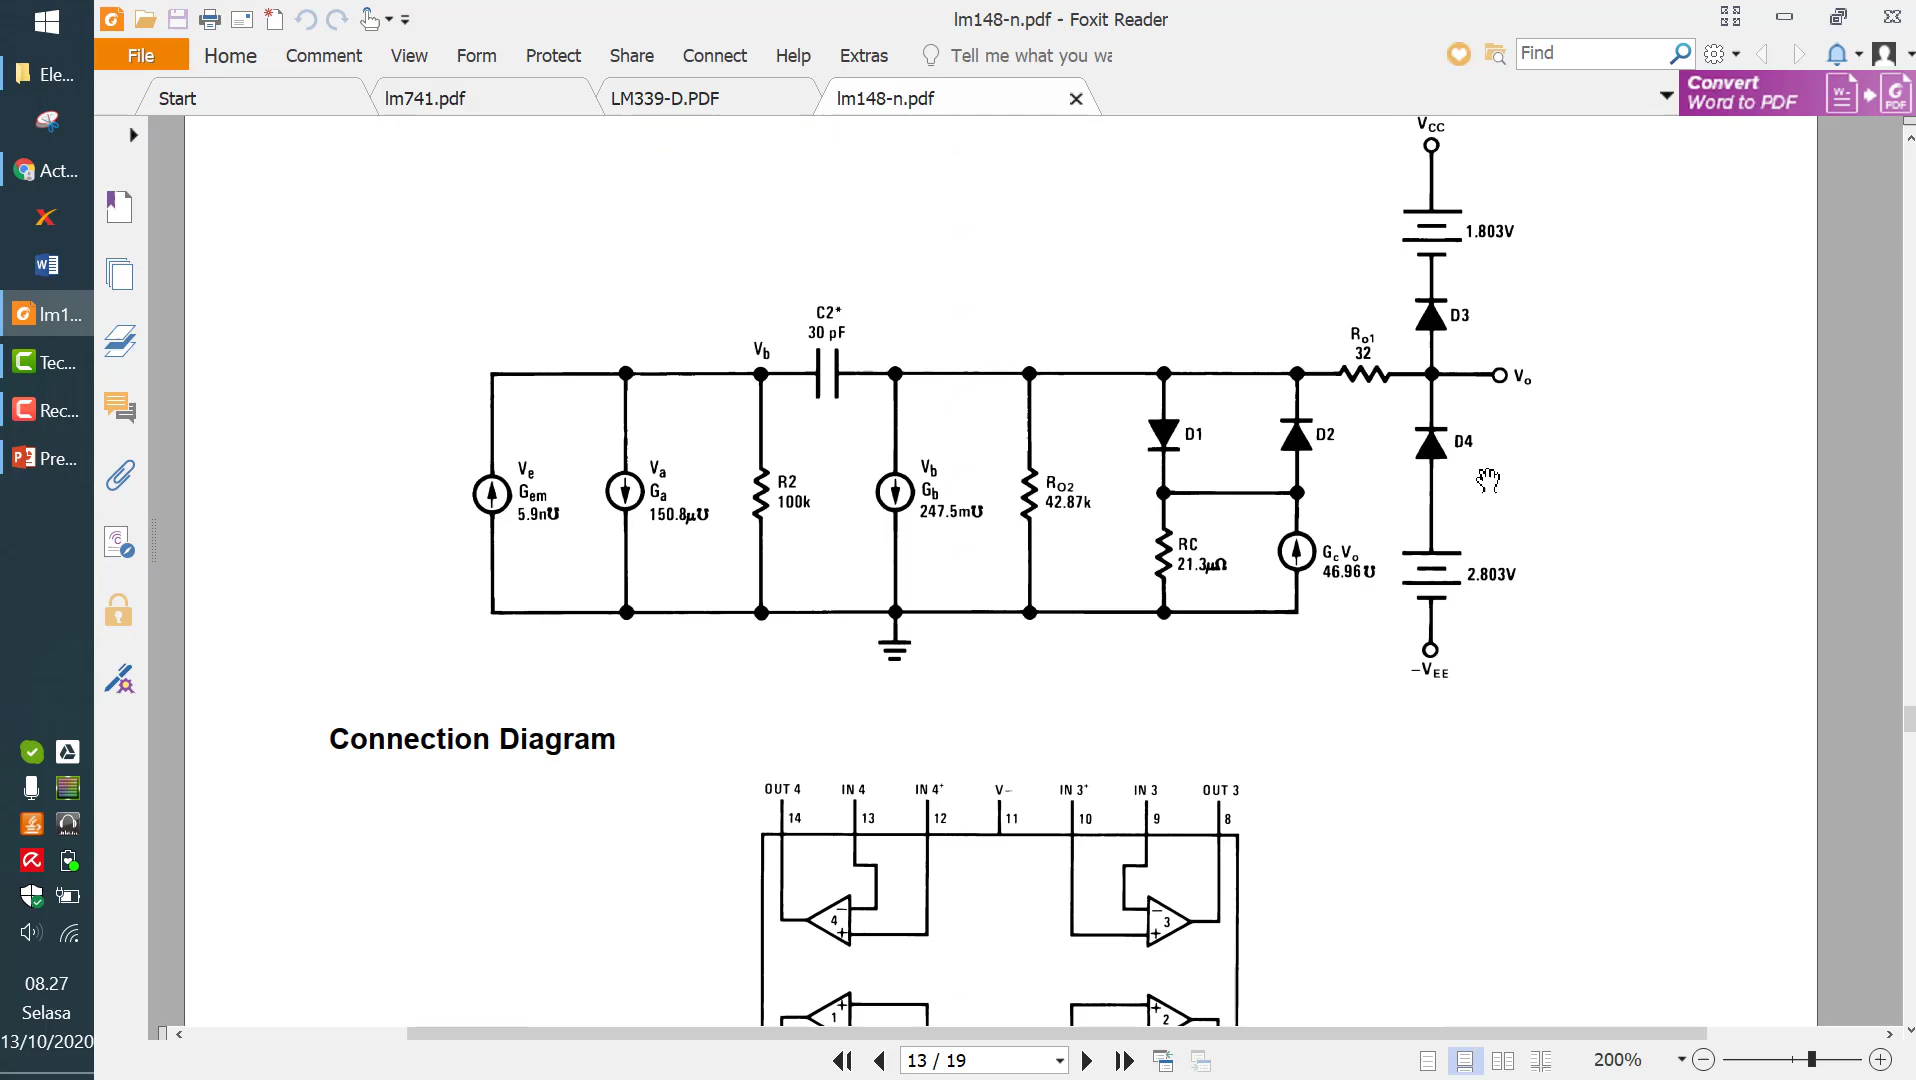 lm148-n.pdf - Foxit Reader
File Home Comment View Form Protect Share Connect Help Extras Tell me what you wa
Find
Start lm741.pdf LM339-D.PDF lm148-n.pdf
Convert
Word to PDF
Ele...
Act...
lm1...
Tec...
Rec...
Pre...
08.27
Selasa
13/10/2020
VCC
1.803V
D3
C2*
30 pF
Vb
Ro1
32
Vo
D1
D2
D4
Ve
Gem
5.9n℧
Va
Ga
150.8μ℧
R2
100k
Vb
Gb
247.5m℧
RO2
42.87k
RC
21.3μΩ
GcVo
46.96℧
2.803V
-VEE
Connection Diagram
OUT 4 IN 4 IN 4+ V- IN 3+ IN 3 OUT 3
14 13 12 11 10 9 8
4 - +
3 - +
1 +
2 +
13 / 19
200%